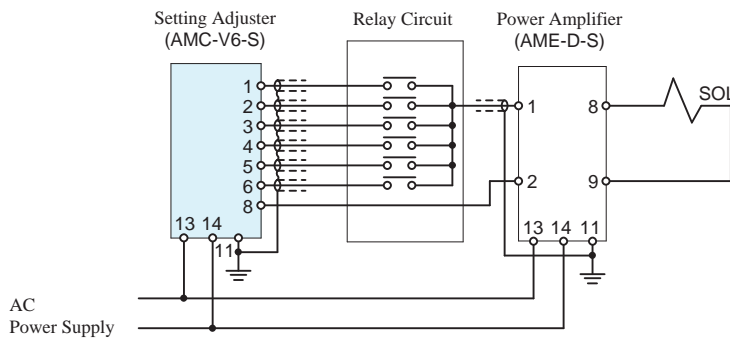 Setting Adjuster
(AMC-V6-S)
Relay Circuit
Power Amplifier
(AME-D-S)
1
2
3
4
5
6
8
13
14
11
1
2
8
9
13
14
11
SOL
AC
Power Supply